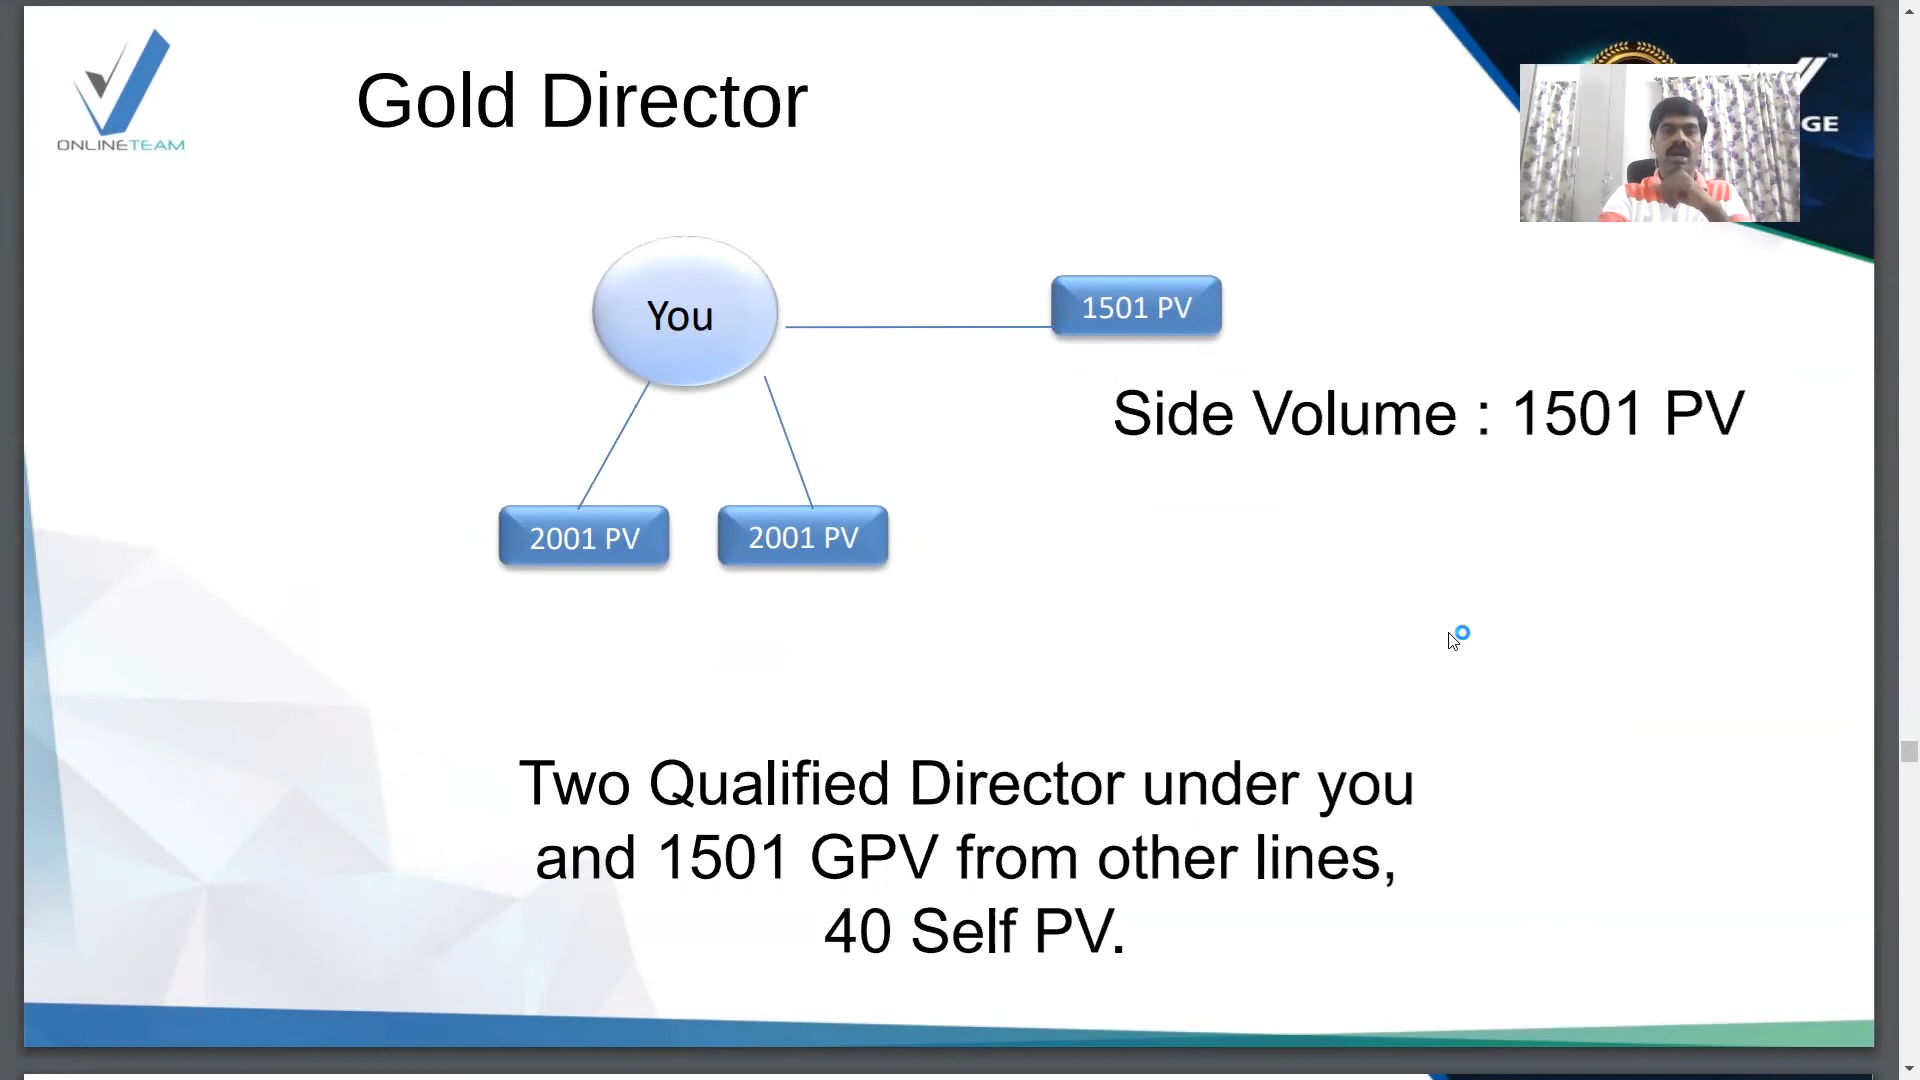 Gold Director
ONLINETEAM
GE
™
You
1501 PV
Side Volume : 1501 PV
2001 PV
2001 PV
Two Qualified Director under you
and 1501 GPV from other lines,
40 Self PV.